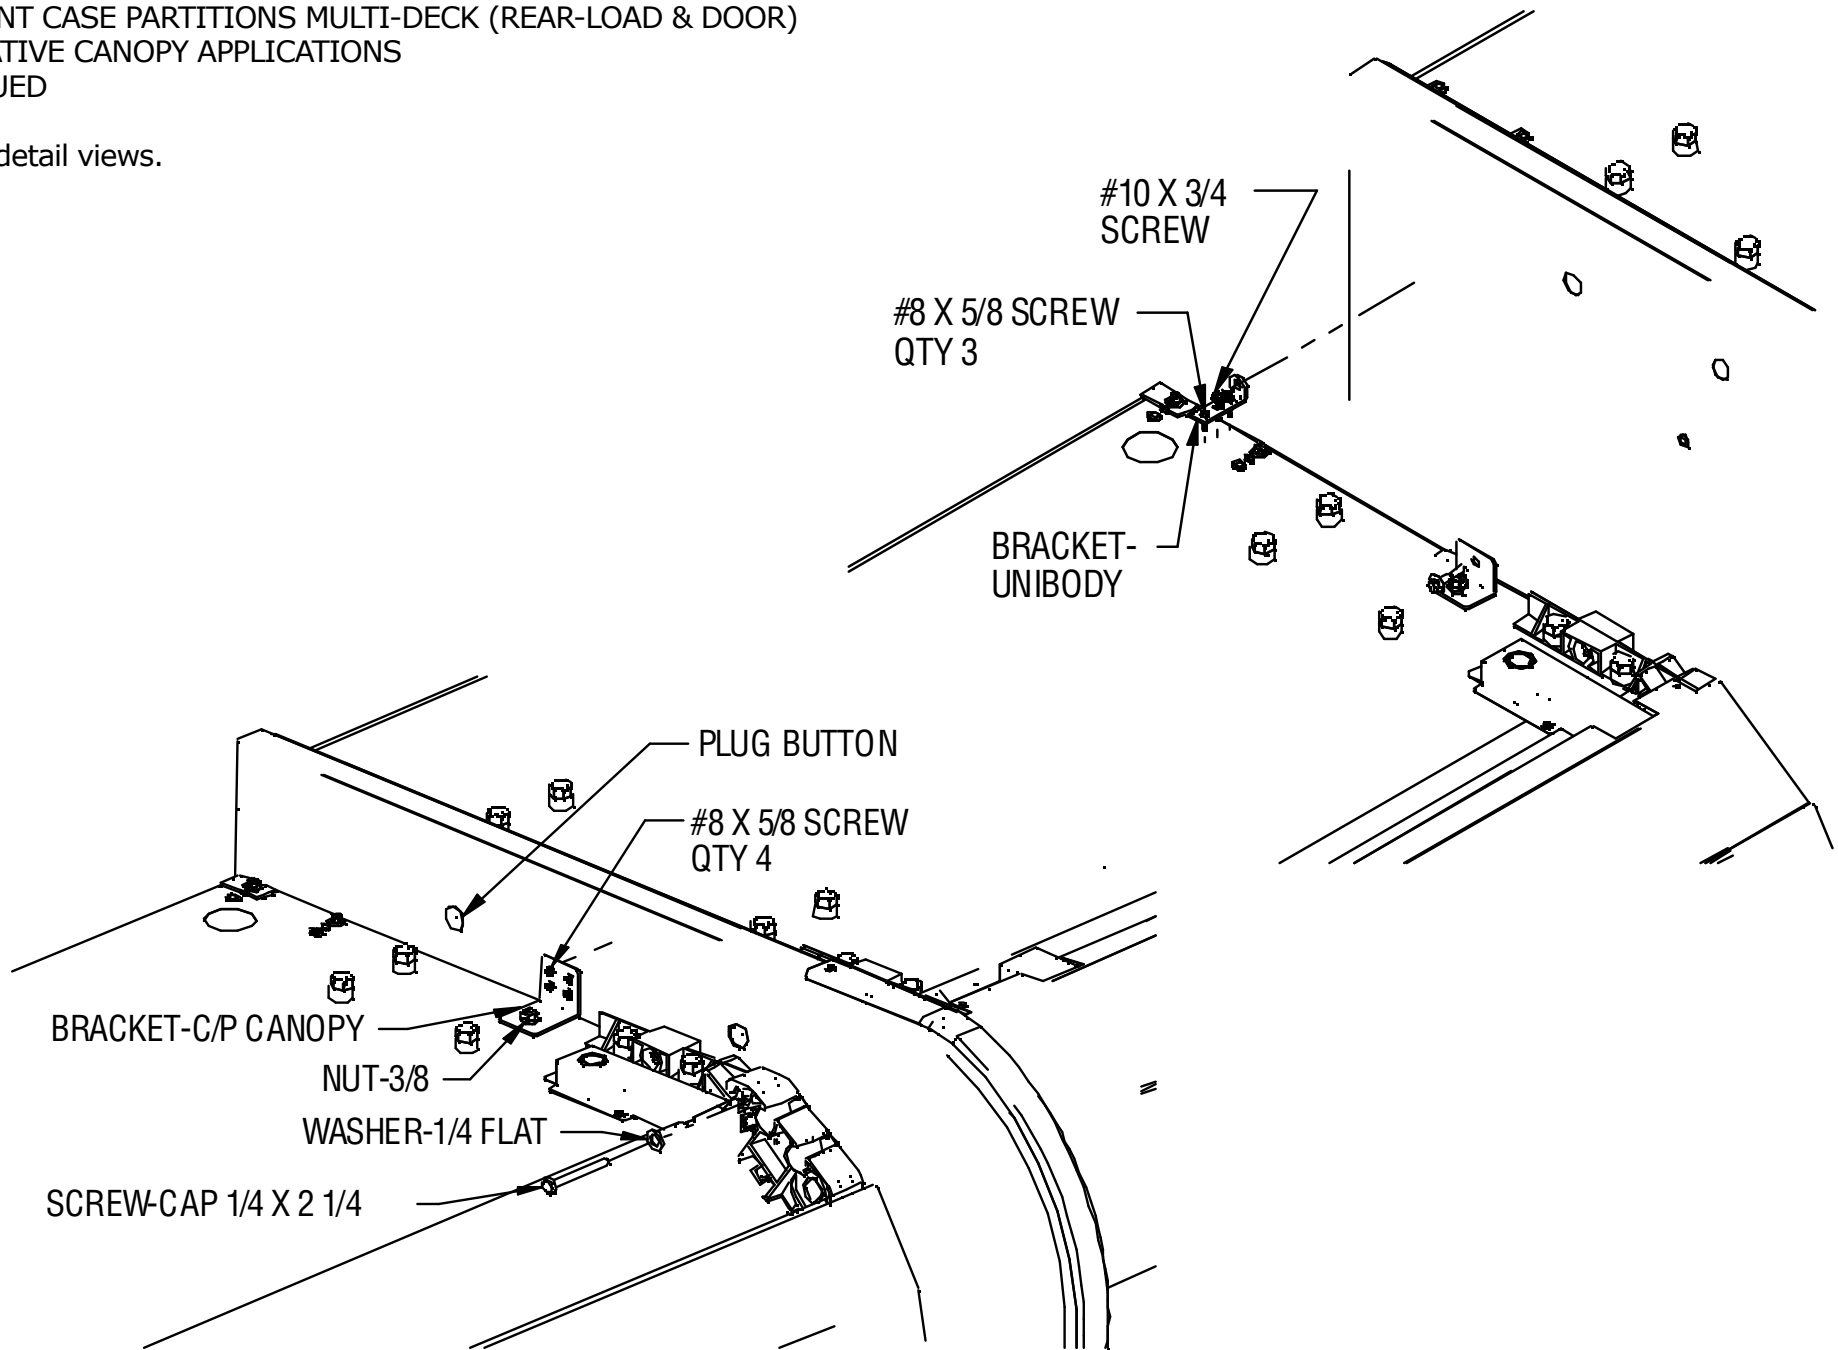 NT CASE PARTITIONS MULTI-DECK (REAR-LOAD & DOOR)
ATIVE CANOPY APPLICATIONS
UED
detail views.
#10 X 3/4
SCREW
#8 X 5/8 SCREW
QTY 3
BRACKET-
UNIBODY
PLUG BUTTON
#8 X 5/8 SCREW
QTY 4
BRACKET-C/P CANOPY
NUT-3/8
WASHER-1/4 FLAT
SCREW-CAP 1/4 X 2 1/4